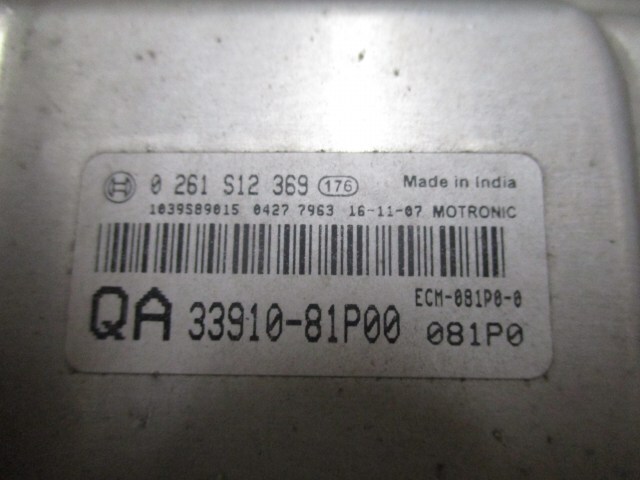 0 261 S12 369 176 Made in India
1039S89015 0427 7963 16-11-07 MOTRONIC
ECM-081P0-0
QA 33910-81P00 081P0